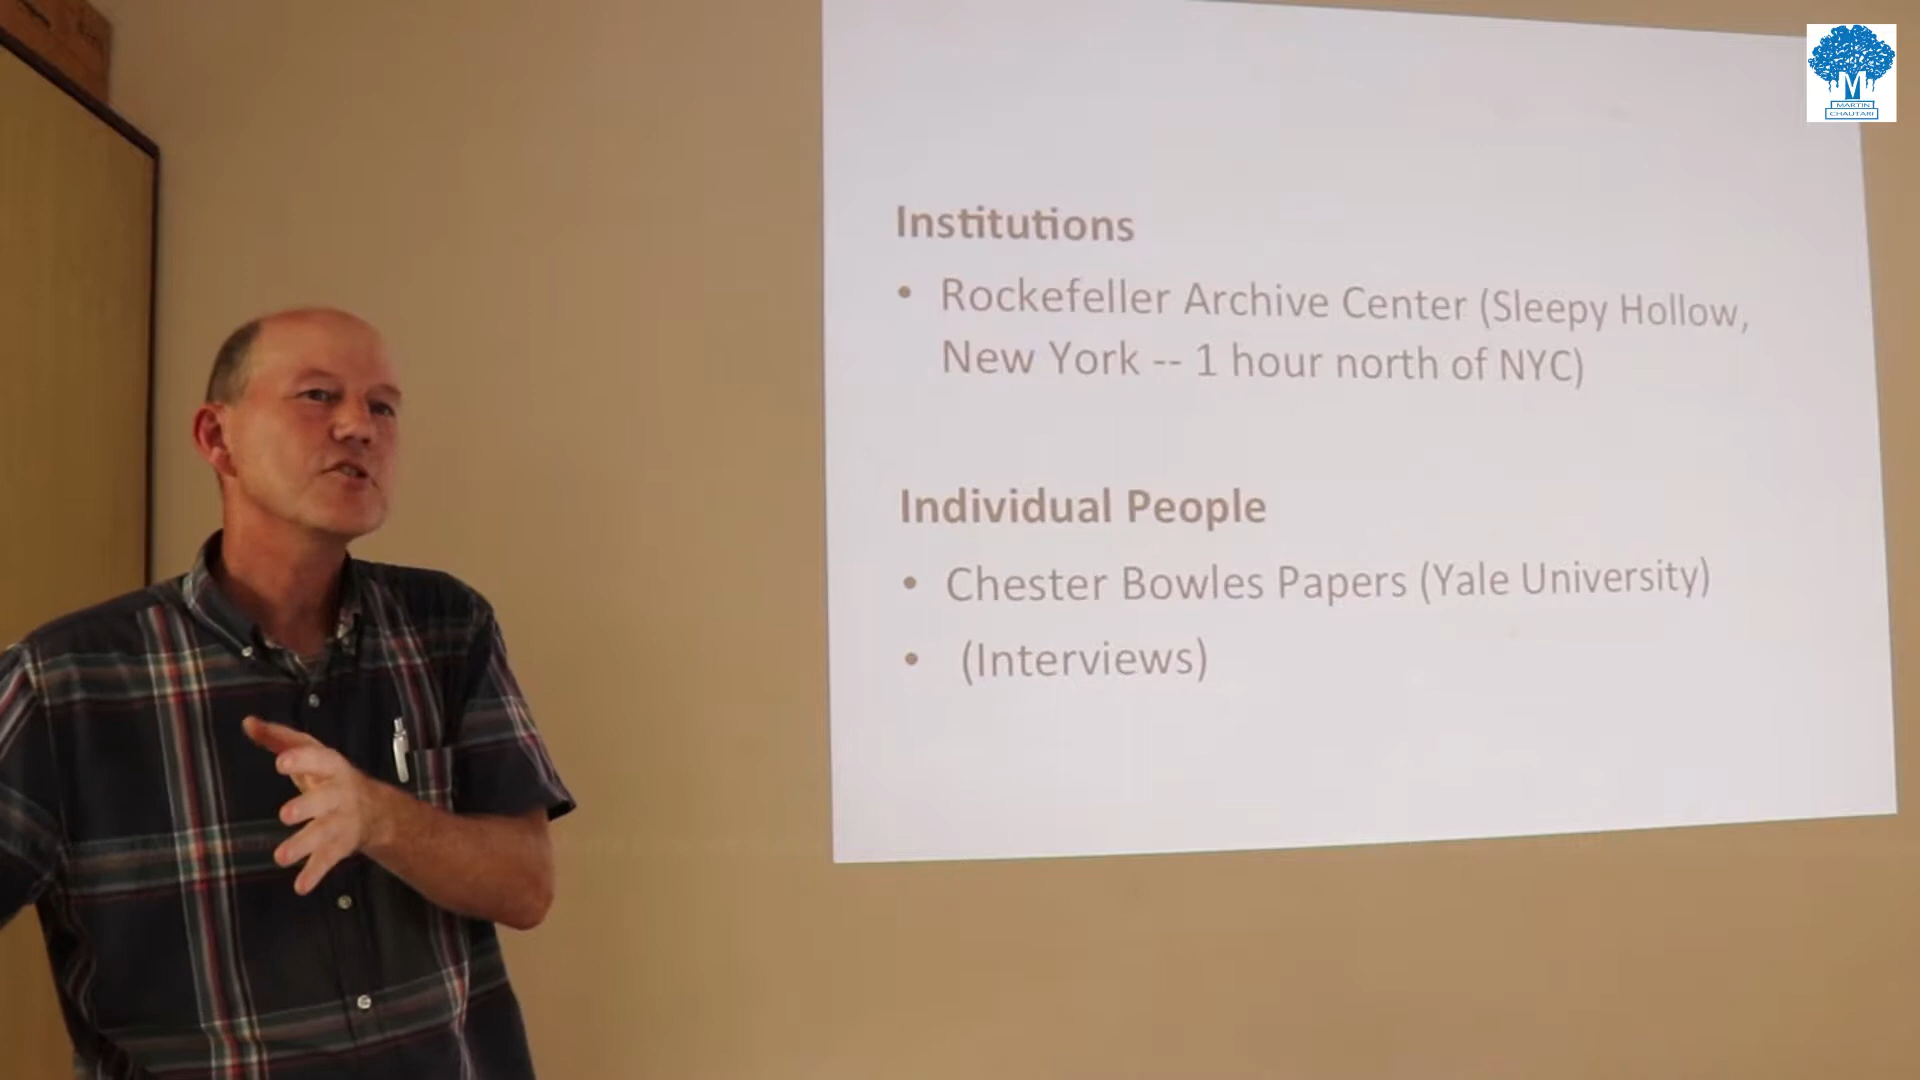 M
MARTIN
CHAUTARI
Institutions
• Rockefeller Archive Center (Sleepy Hollow,
New York -- 1 hour north of NYC)
Individual People
• Chester Bowles Papers (Yale University)
• (Interviews)